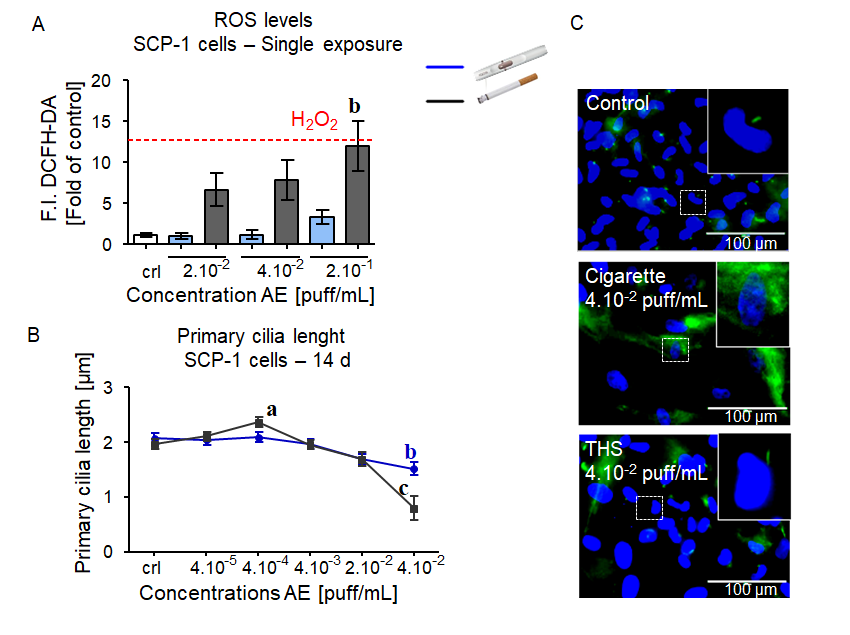 A
ROS levels
SCP-1 cells – Single exposure
F.I. DCFH-DA
[Fold of control]
20
15
10
5
0
H₂O₂
b
crl
2.10⁻²
4.10⁻²
2.10⁻¹
Concentration AE [puff/mL]
B
Primary cilia lenght
SCP-1 cells – 14 d
Primary cilia length [µm]
3
2
1
0
a
b
c
crl
4.10⁻⁵
4.10⁻⁴
4.10⁻³
2.10⁻²
4.10⁻²
Concentrations AE [puff/mL]
C
Control
100 µm
Cigarette
4.10⁻² puff/mL
100 µm
THS
4.10⁻² puff/mL
100 µm